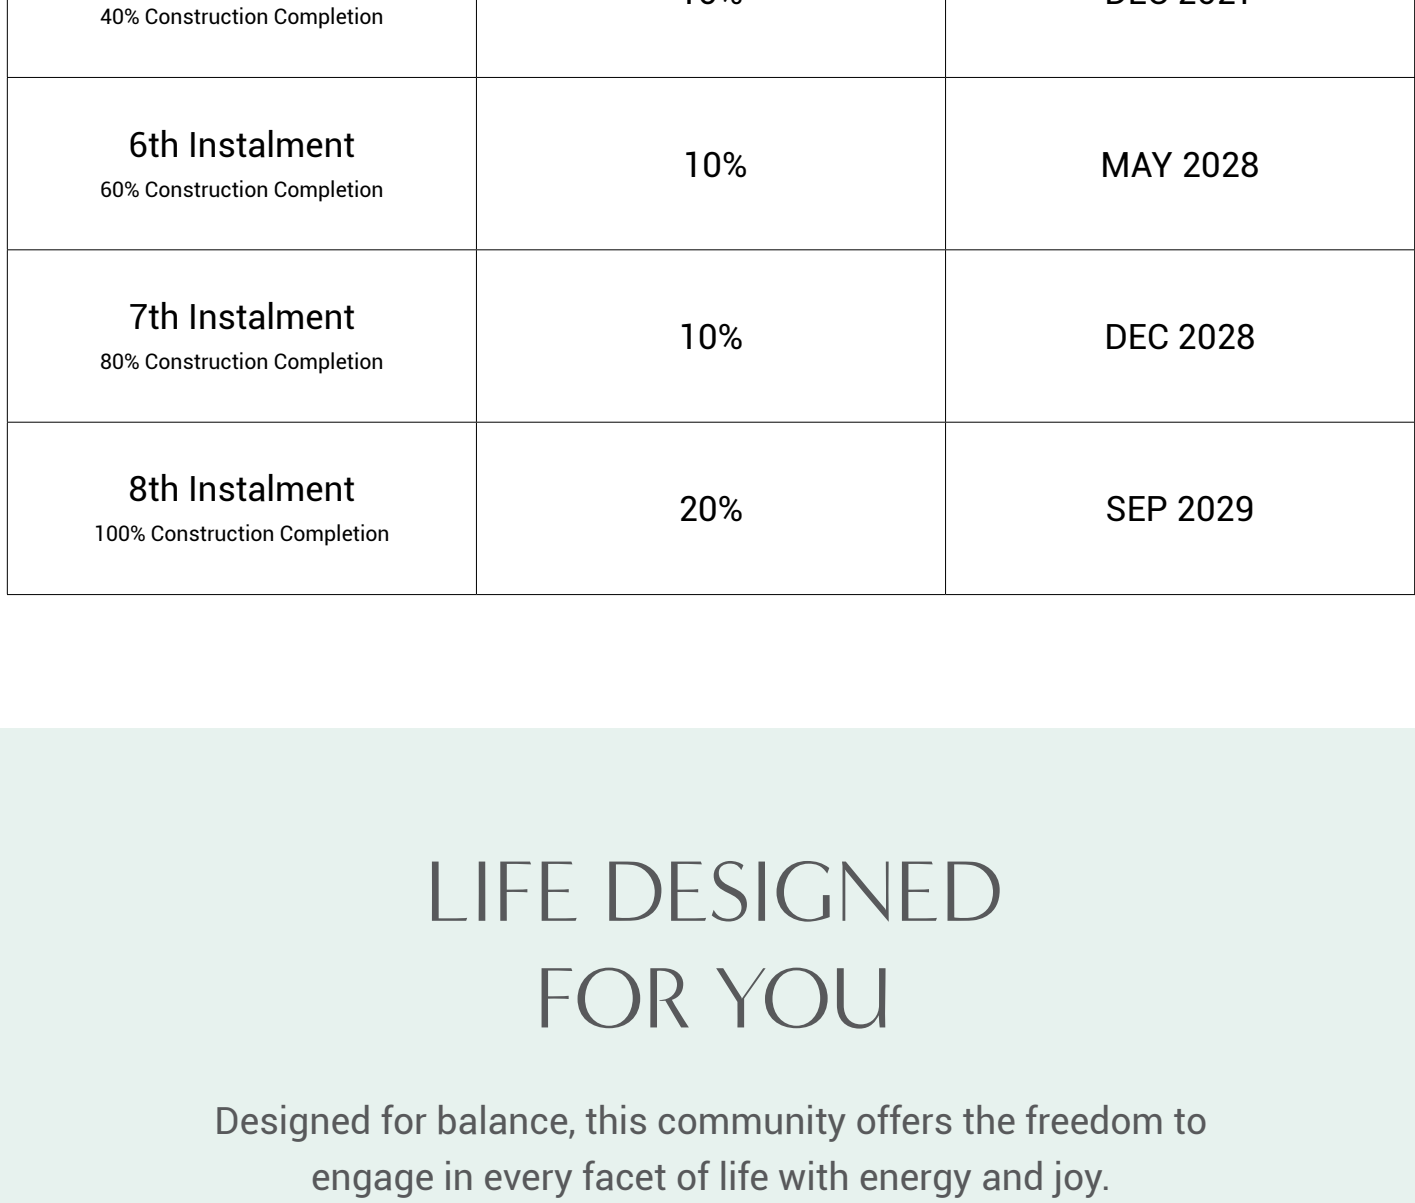 40% Construction Completion
6th Instalment
60% Construction Completion
10%
MAY 2028
7th Instalment
80% Construction Completion
10%
DEC 2028
8th Instalment
100% Construction Completion
20%
SEP 2029
LIFE DESIGNED
FOR YOU
Designed for balance, this community offers the freedom to
engage in every facet of life with energy and joy.